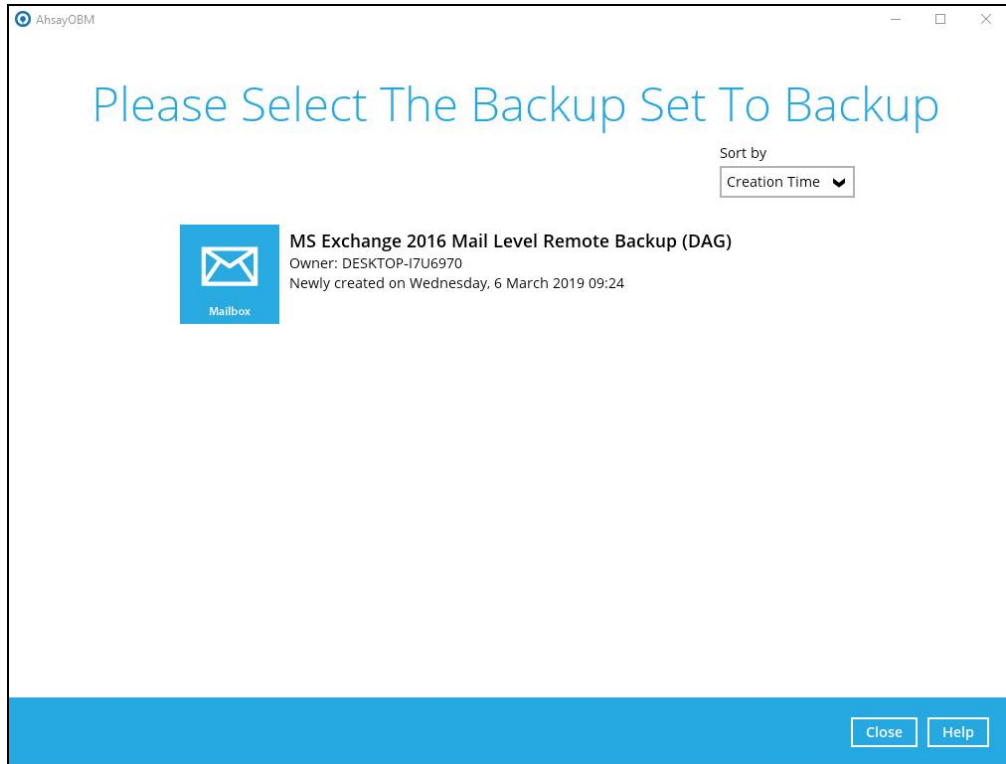 AhsayOBM
Please Select The Backup Set To Backup
Sort by
Creation Time
MS Exchange 2016 Mail Level Remote Backup (DAG)
Owner: DESKTOP-I7U6970
Newly created on Wednesday, 6 March 2019 09:24
Mailbox
Close Help